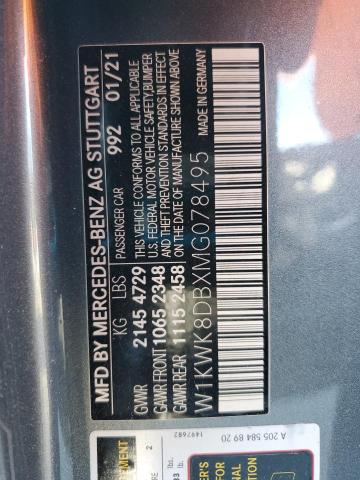 MFD BY MERCEDES-BENZ AG STUTTGART
KG LBS PASSENGER CAR 992 01/21
GVWR 2145 4729 THIS VEHICLE CONFORMS TO ALL APPLICABLE
U.S. FEDERAL MOTOR VEHICLE SAFETY, BUMPER
GAWR FRONT 1065 2348 AND THEFT PREVENTION STANDARDS IN EFFECT
GAWR REAR 1115 2458 ON THE DATE OF MANUFACTURE SHOWN ABOVE
MADE IN GERMANY
W1KWK8DBXMG078495
1497682
A 205 584 89 20
2